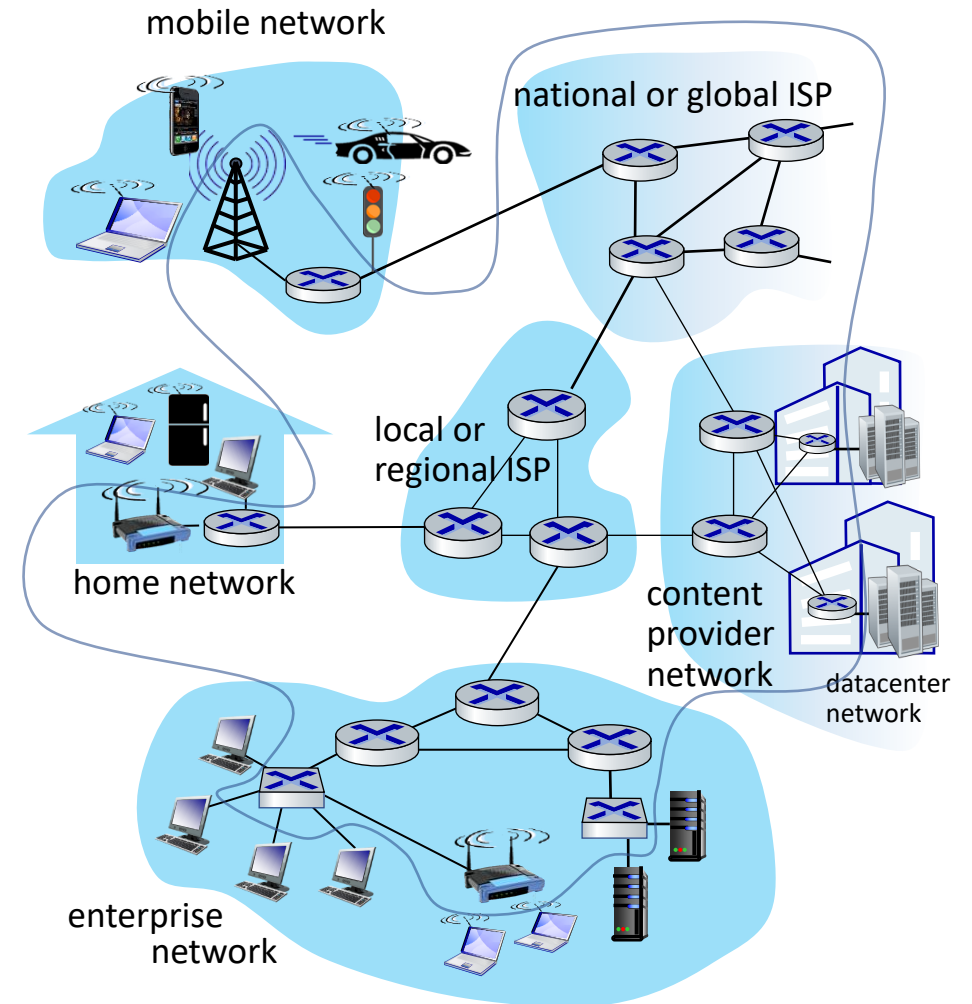 mobile network
national or global ISP
local or
regional ISP
home network
content
provider
network
datacenter
network
enterprise
network